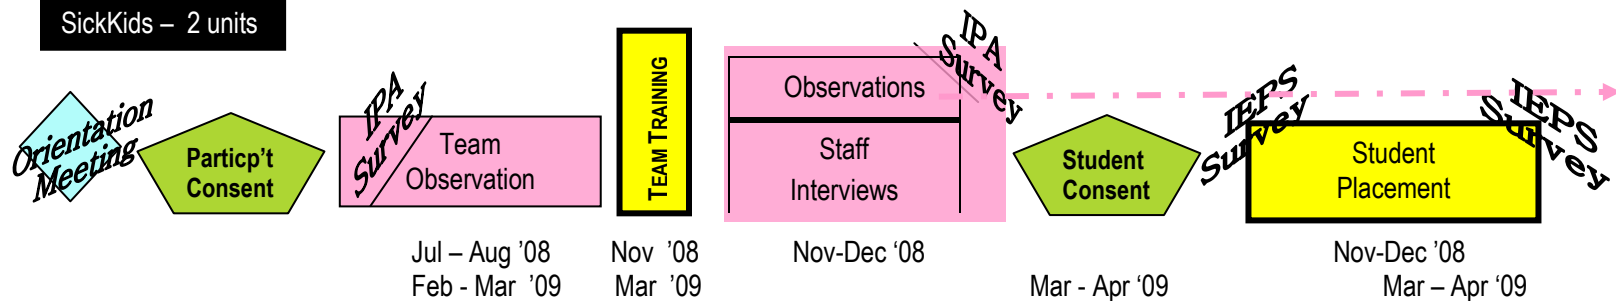 SickKids – 2 units
Orientation
Meeting
Particp't
Consent
IPA
Survey
Team
Observation
TEAM TRAINING
Observations
Staff
Interviews
IPA
Survey
Student
Consent
IEPS
Survey
Student
Placement
IEPS
Survey
Jul – Aug ’08
Feb - Mar ’09
Nov ’08
Mar ’09
Nov-Dec ‘08
Mar - Apr ‘09
Nov-Dec ’08
Mar – Apr ‘09